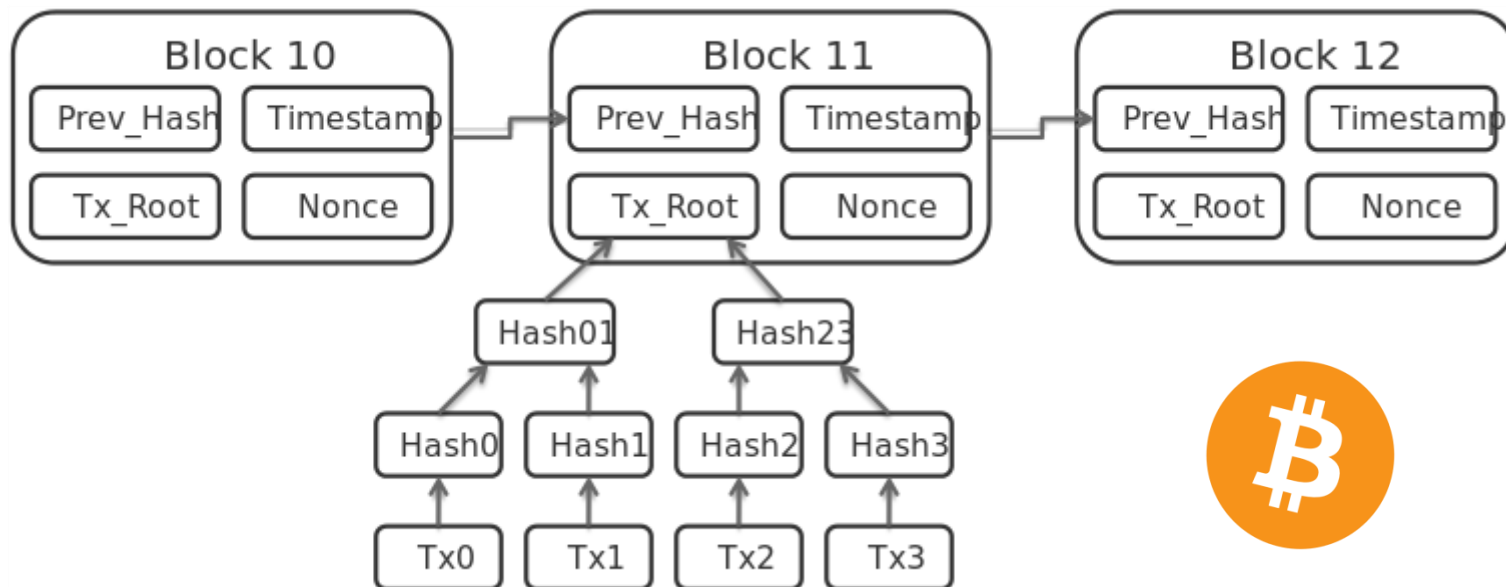 Block 10
Block 11
Block 12
Prev_Hash
Timestamp
Prev_Hash
Timestamp
Prev_Hash
Timestamp
Tx_Root
Nonce
Tx_Root
Nonce
Tx_Root
Nonce
Hash01
Hash23
Hash0
Hash1
Hash2
Hash3
Tx0
Tx1
Tx2
Tx3